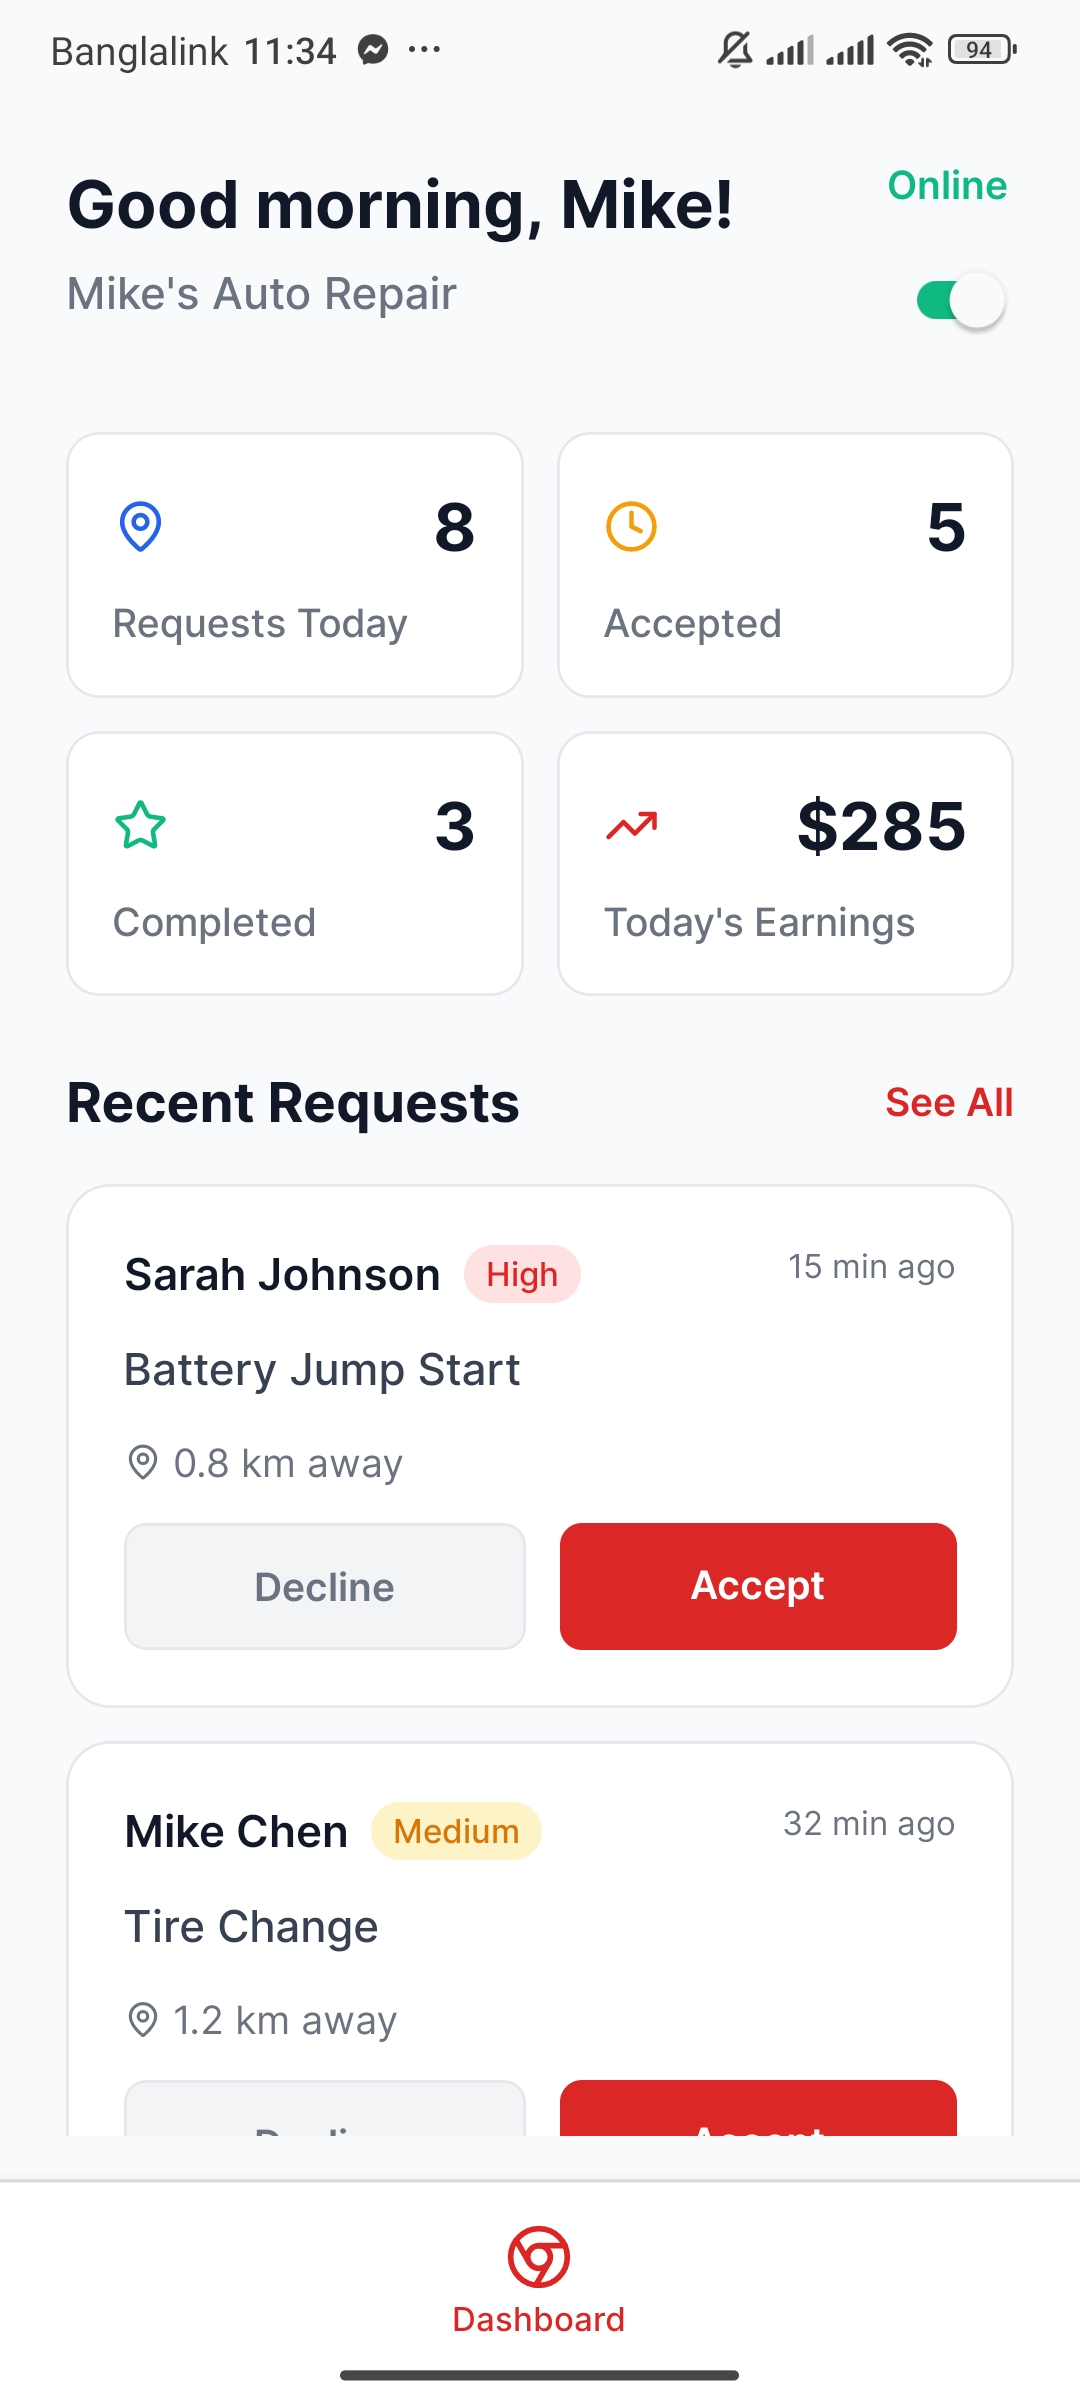 Banglalink 11:34 ... 94
Good morning, Mike!
Online
Mike's Auto Repair
8
Requests Today
5
Accepted
3
Completed
$285
Today's Earnings
Recent Requests
See All
Sarah Johnson High 15 min ago
Battery Jump Start
0.8 km away
Decline
Accept
Mike Chen Medium 32 min ago
Tire Change
1.2 km away
Dashboard